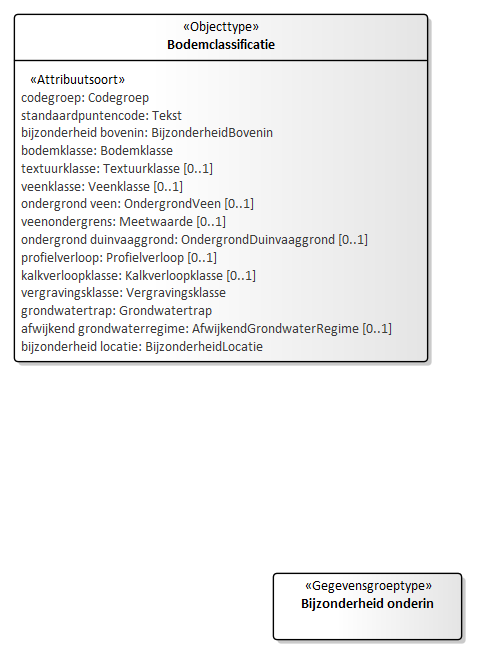 «Objecttype»
Bodemclassificatie
«Attribuutsoort»
codegroep: Codegroep
standaardpuntencode: Tekst
bijzonderheid bovenin: BijzonderheidBovenin
bodemklasse: Bodemklasse
textuurklasse: Textuurklasse [0..1]
veenklasse: Veenklasse [0..1]
ondergrond veen: OndergrondVeen [0..1]
veenondergrens: Meetwaarde [0..1]
ondergrond duinvaaggrond: OndergrondDuinvaaggrond [0..1]
profielverloop: Profielverloop [0..1]
kalkverloopklasse: Kalkverloopklasse [0..1]
vergravingsklasse: Vergravingsklasse
grondwatertrap: Grondwatertrap
afwijkend grondwaterregime: AfwijkendGrondwaterRegime [0..1]
bijzonderheid locatie: BijzonderheidLocatie
«Gegevensgroeptype»
Bijzonderheid onderin